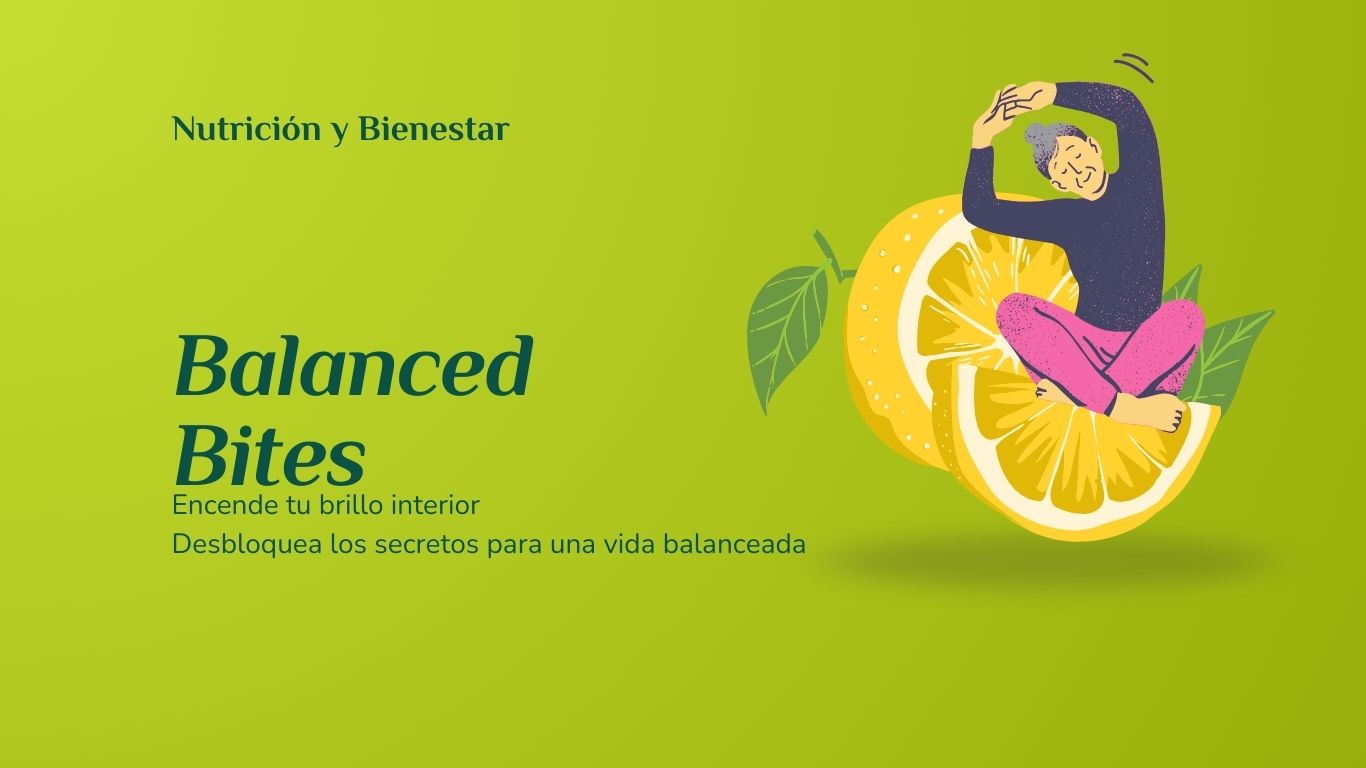 Nutrición y Bienestar
Balanced
Bites
Encende tu brillo interior
Desbloquea los secretos para una vida balanceada